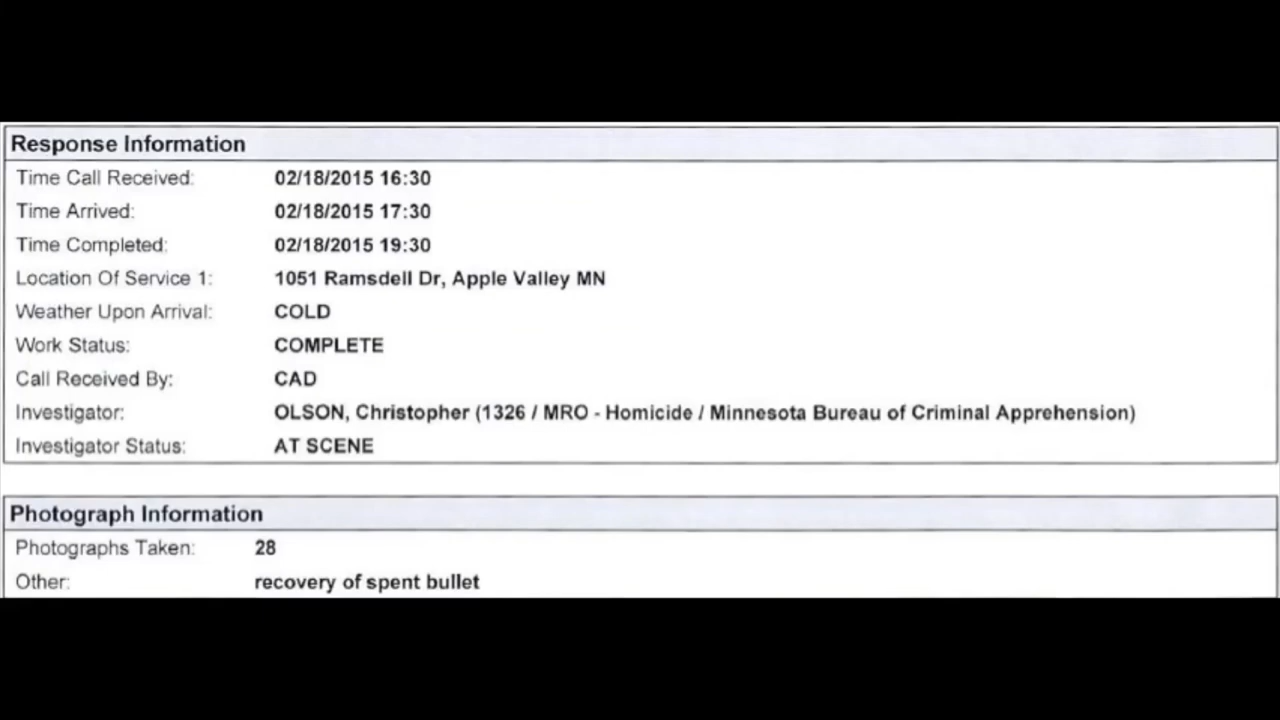 Response Information
Time Call Received: 02/18/2015 16:30
Time Arrived: 02/18/2015 17:30
Time Completed: 02/18/2015 19:30
Location Of Service 1: 1051 Ramsdell Dr, Apple Valley MN
Weather Upon Arrival: COLD
Work Status: COMPLETE
Call Received By: CAD
Investigator: OLSON, Christopher (1326 / MRO - Homicide / Minnesota Bureau of Criminal Apprehension)
Investigator Status: AT SCENE
Photograph Information
Photographs Taken: 28
Other: recovery of spent bullet